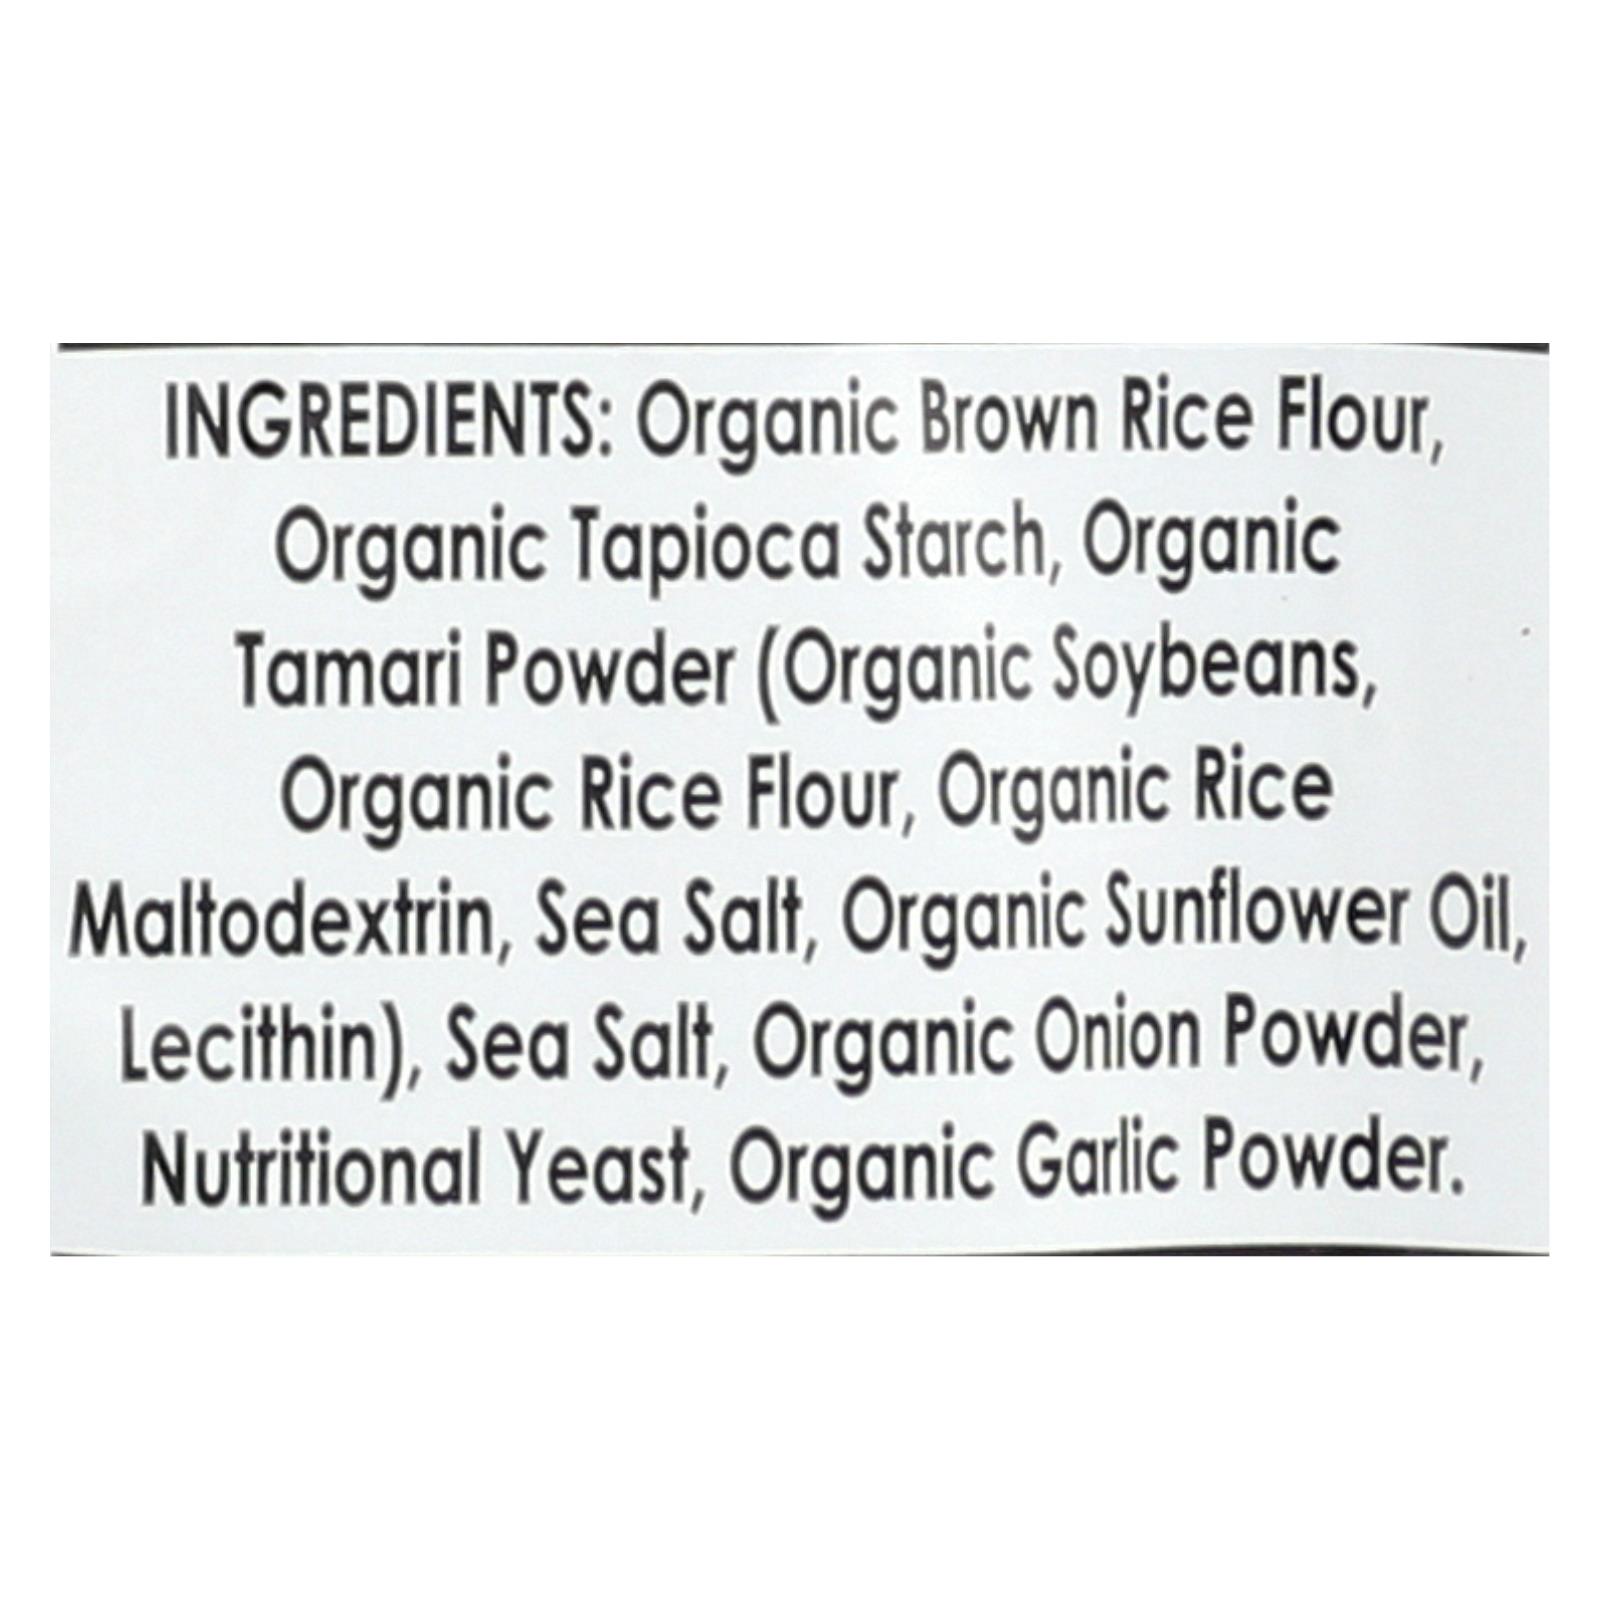 INGREDIENTS: Organic Brown Rice Flour,
Organic Tapioca Starch, Organic
Tamari Powder (Organic Soybeans,
Organic Rice Flour, Organic Rice
Maltodextrin, Sea Salt, Organic Sunflower Oil,
Lecithin), Sea Salt, Organic Onion Powder,
Nutritional Yeast, Organic Garlic Powder.